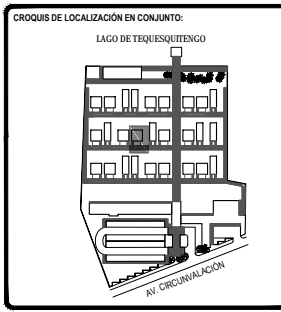 CROQUIS DE LOCALIZACIÓN EN CONJUNTO:
LAGO DE TEQUESQUITENGO
AV. CIRCUNVALACIÓN